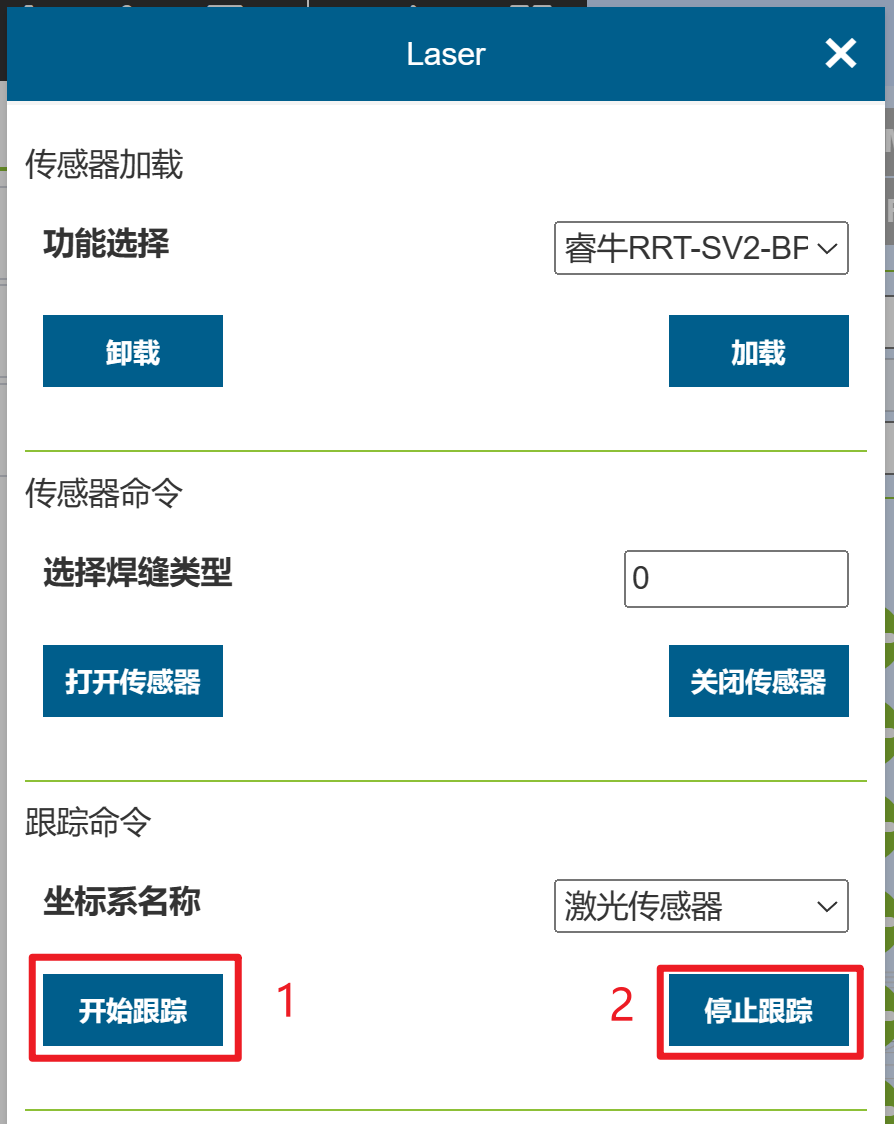 Laser
传感器加载
功能选择
睿牛RRT-SV2-BP
卸载
加载
传感器命令
选择焊缝类型
0
打开传感器
关闭传感器
跟踪命令
坐标系名称
激光传感器
开始跟踪
1
2
停止跟踪